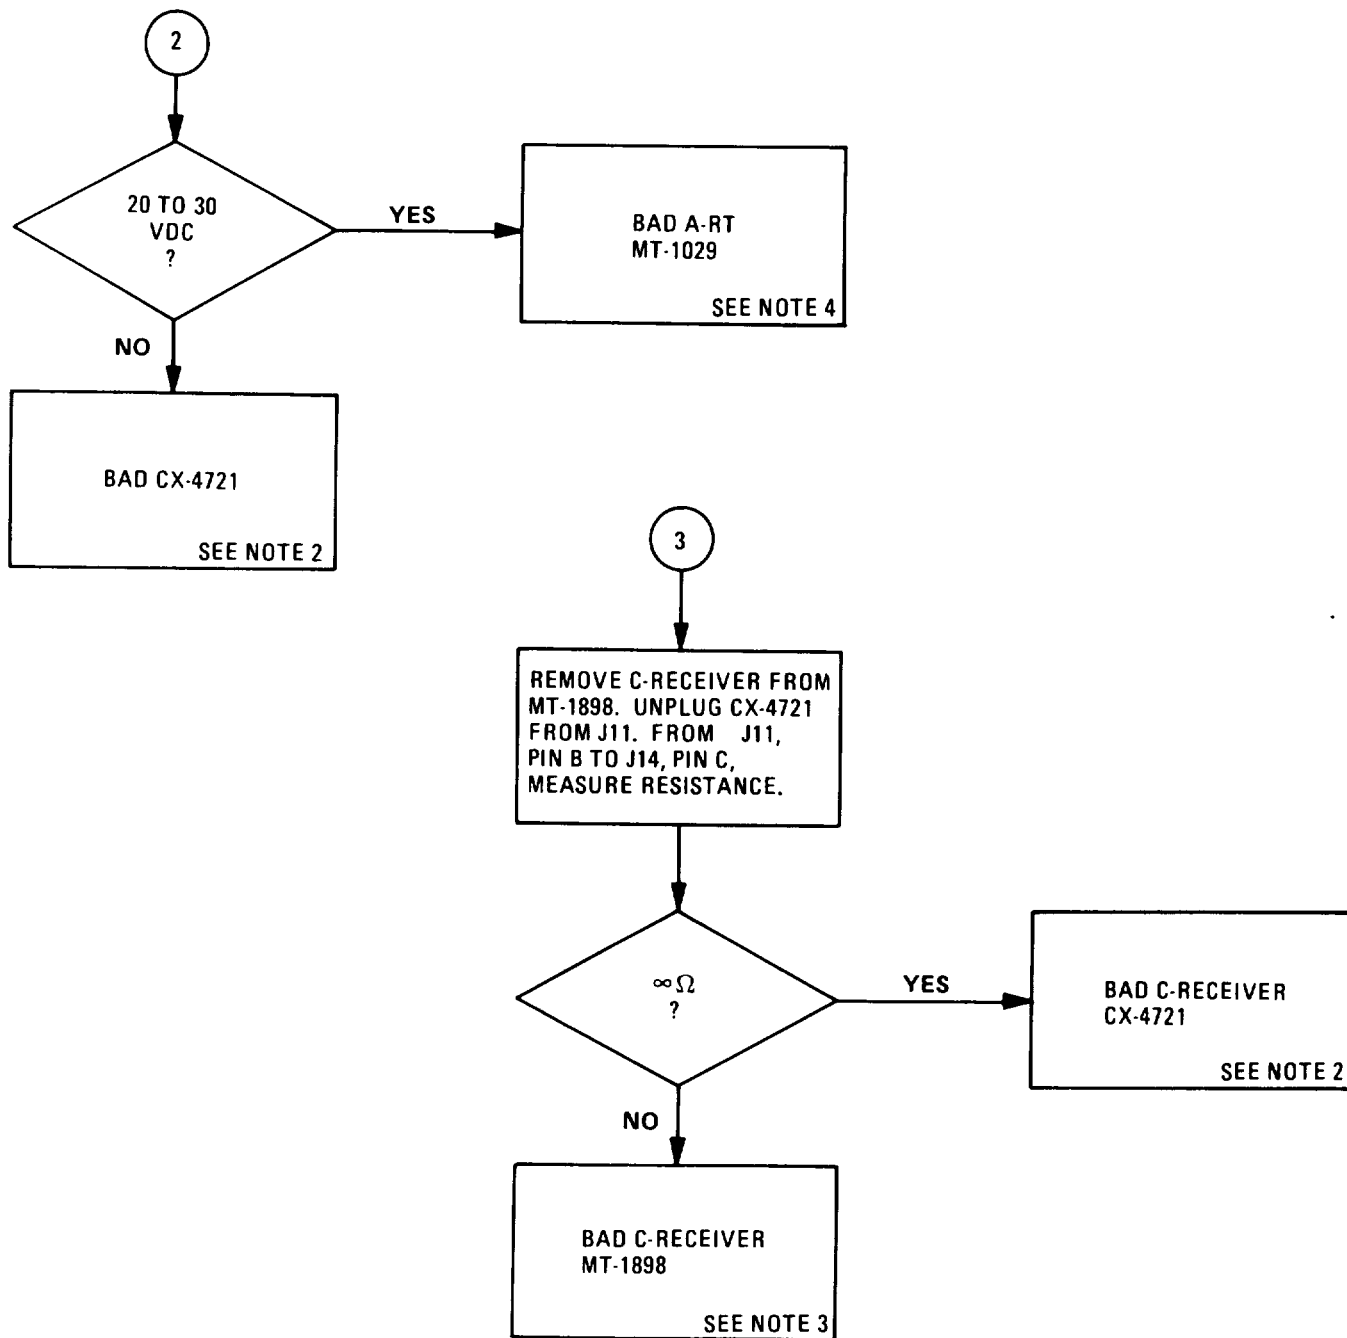 2
20 TO 30
VDC
?
YES
BAD A-RT
MT-1029
SEE NOTE 4
NO
BAD CX-4721
SEE NOTE 2
3
REMOVE C-RECEIVER FROM
MT-1898. UNPLUG CX-4721
FROM J11. FROM J11,
PIN B TO J14, PIN C,
MEASURE RESISTANCE.
∞Ω
?
YES
BAD C-RECEIVER
CX-4721
SEE NOTE 2
NO
BAD C-RECEIVER
MT-1898
SEE NOTE 3